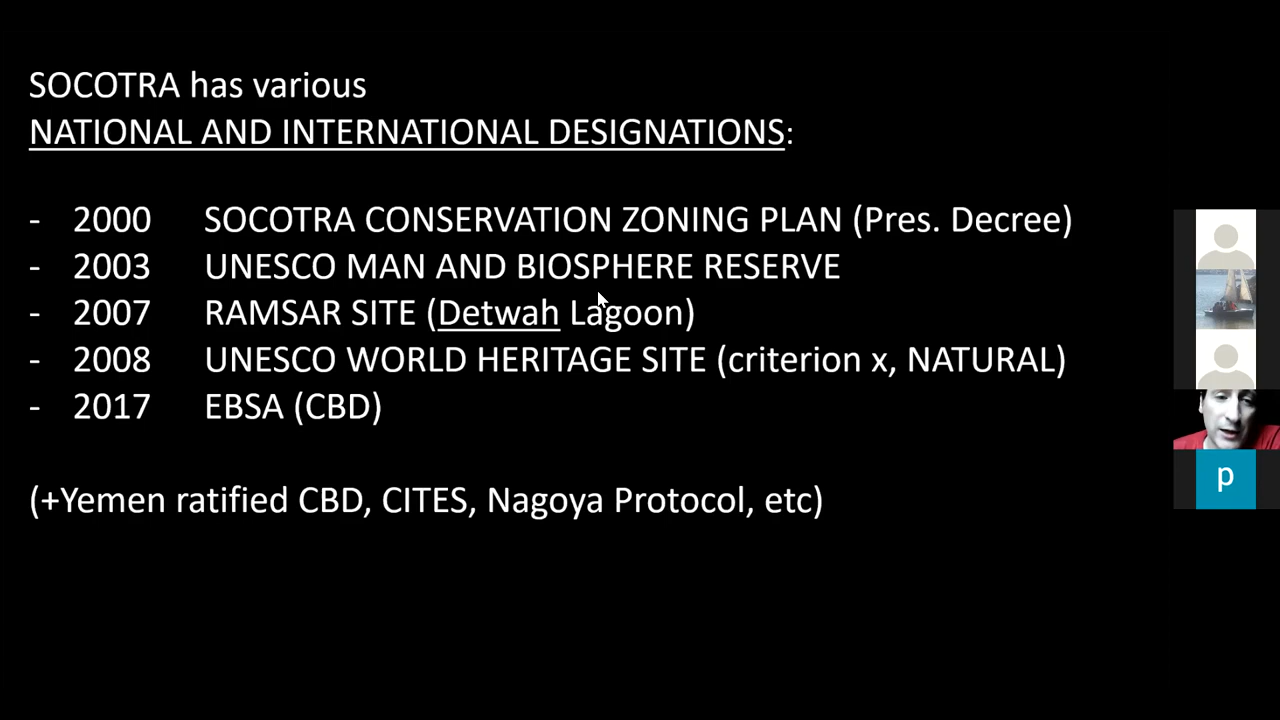 SOCOTRA has various
NATIONAL AND INTERNATIONAL DESIGNATIONS:
- 2000 SOCOTRA CONSERVATION ZONING PLAN (Pres. Decree)
- 2003 UNESCO MAN AND BIOSPHERE RESERVE
- 2007 RAMSAR SITE (Detwah Lagoon)
- 2008 UNESCO WORLD HERITAGE SITE (criterion x, NATURAL)
- 2017 EBSA (CBD)
(+Yemen ratified CBD, CITES, Nagoya Protocol, etc)
p